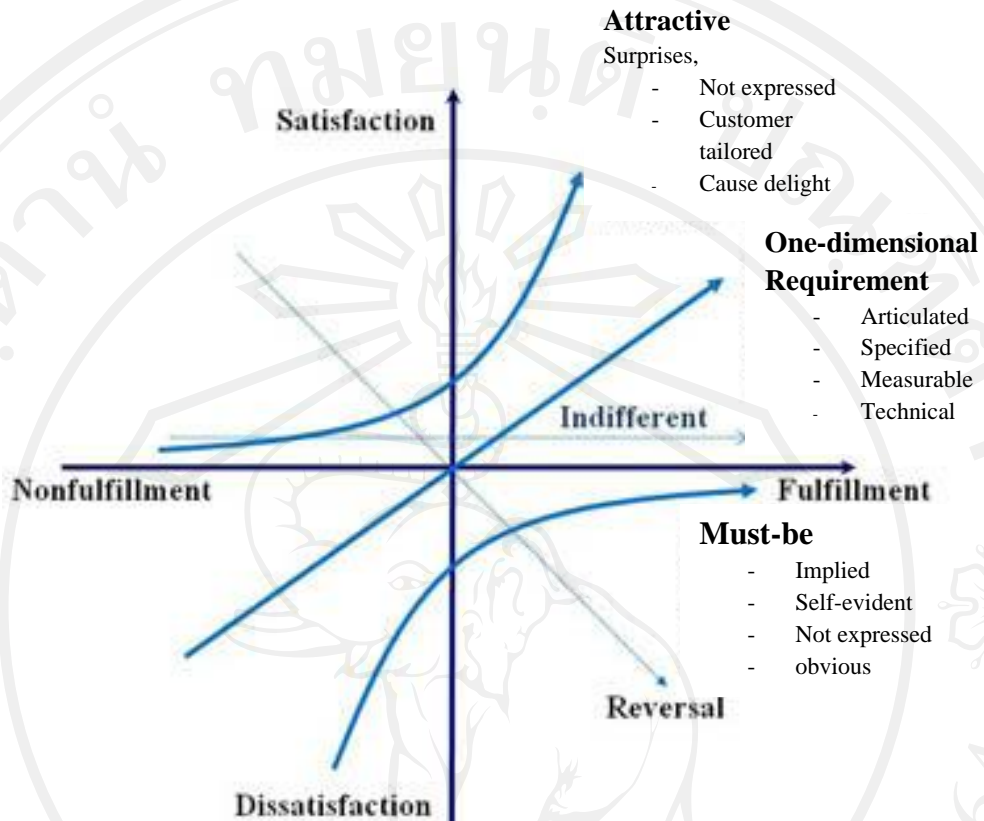 Attractive
Surprises,
- Not expressed
- Customer
tailored
- Cause delight
Satisfaction
One-dimensional
Requirement
- Articulated
- Specified
- Measurable
- Technical
Indifferent
Nonfulfillment
Fulfillment
Must-be
- Implied
- Self-evident
- Not expressed
- obvious
Reversal
Dissatisfaction